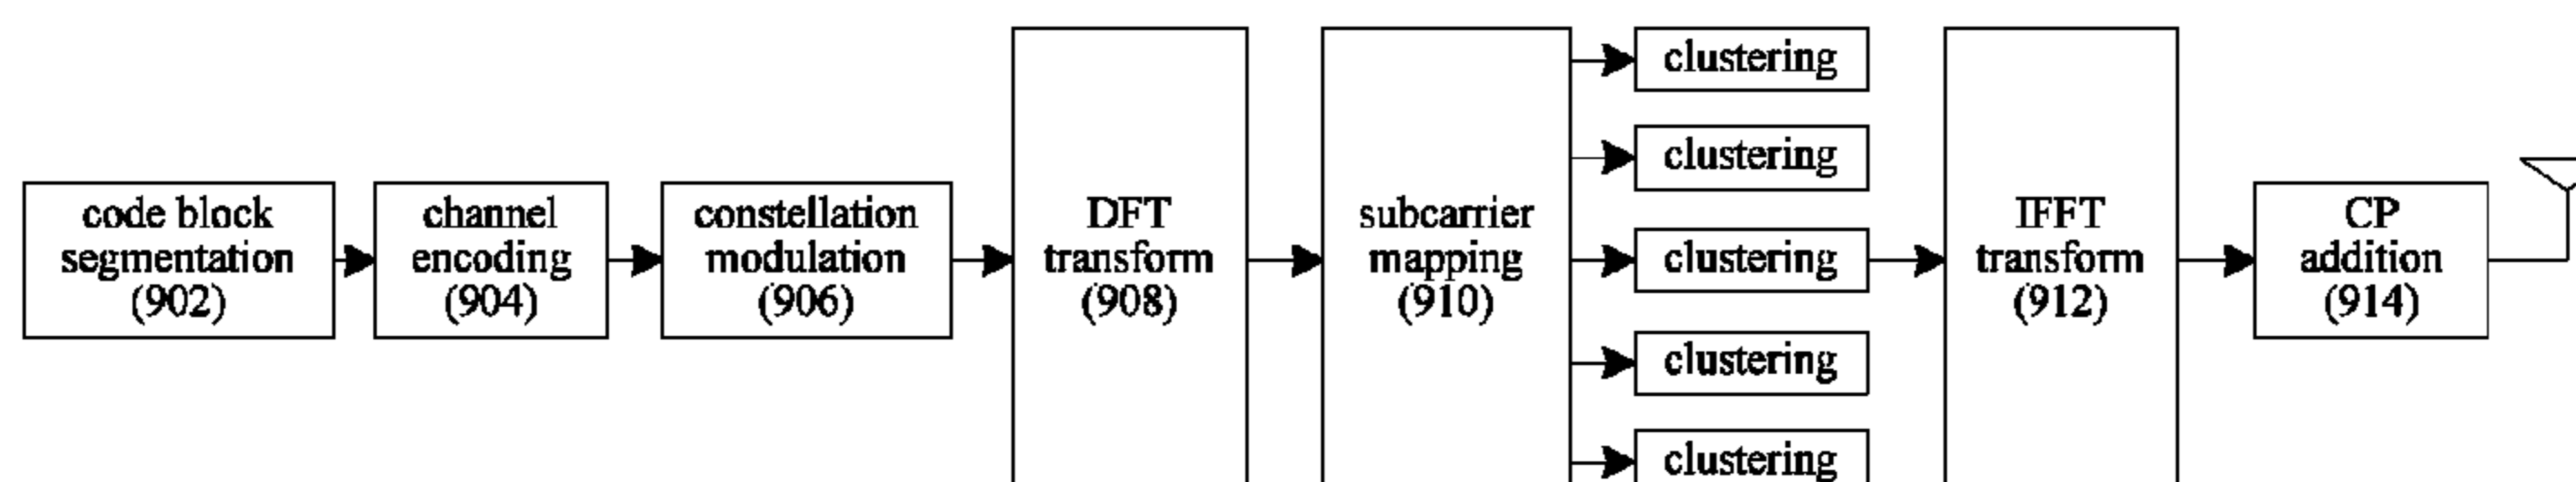 code block
segmentation
(902)
channel
encoding
(904)
constellation
modulation
(906)
DFT
transform
(908)
subcarrier
mapping
(910)
clustering
clustering
clustering
clustering
clustering
IFFT
transform
(912)
CP
addition
(914)